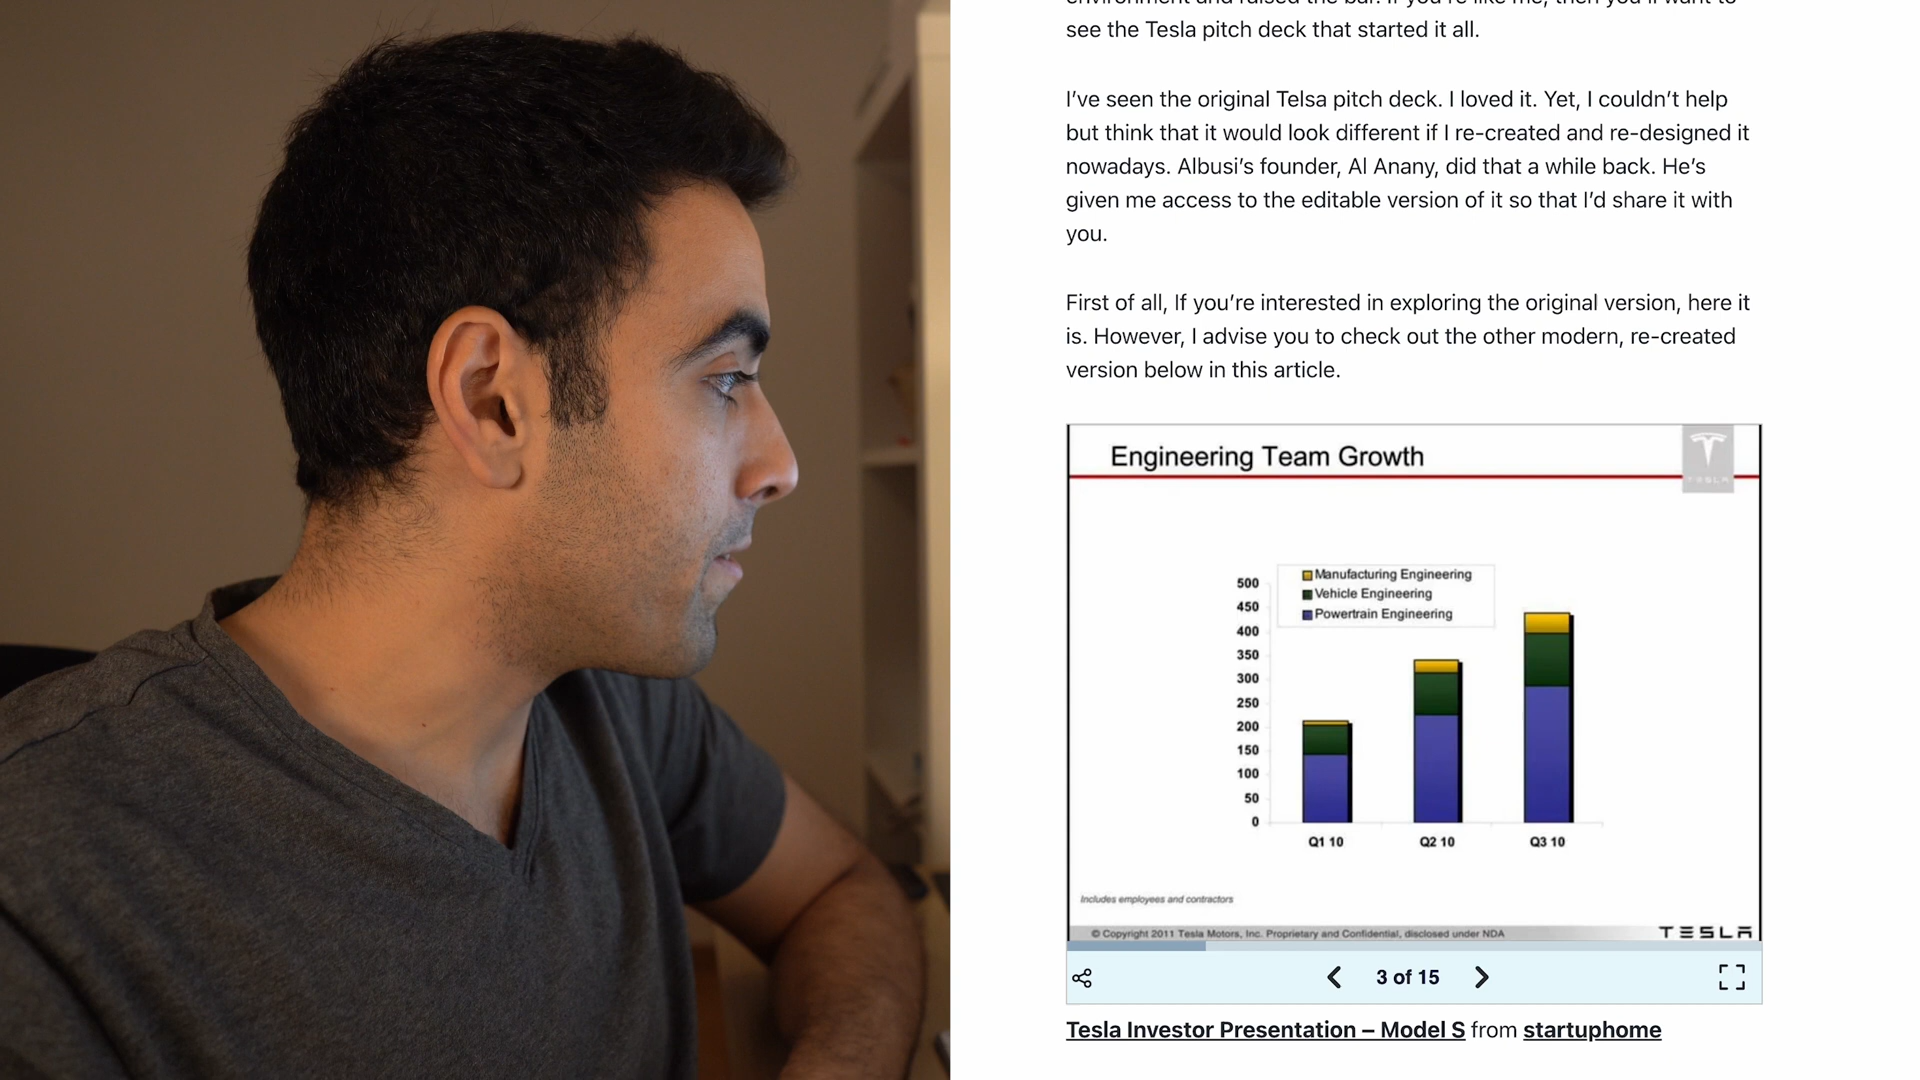 see the Tesla pitch deck that started it all.
I've seen the original Telsa pitch deck. I loved it. Yet, I couldn't help
but think that it would look different if I re-created and re-designed it
nowadays. Albusi's founder, Al Anany, did that a while back. He's
given me access to the editable version of it so that I'd share it with
you.
First of all, If you're interested in exploring the original version, here it
is. However, I advise you to check out the other modern, re-created
version below in this article.
Engineering Team Growth
TESLA
Manufacturing Engineering
Vehicle Engineering
Powertrain Engineering
500
450
400
350
300
250
200
150
100
50
0
Q1 10 Q2 10 Q3 10
Includes employees and contractors
© Copyright 2011 Tesla Motors, Inc. Proprietary and Confidential, disclosed under NDA
TESLA
3 of 15
Tesla Investor Presentation – Model S from startuphome